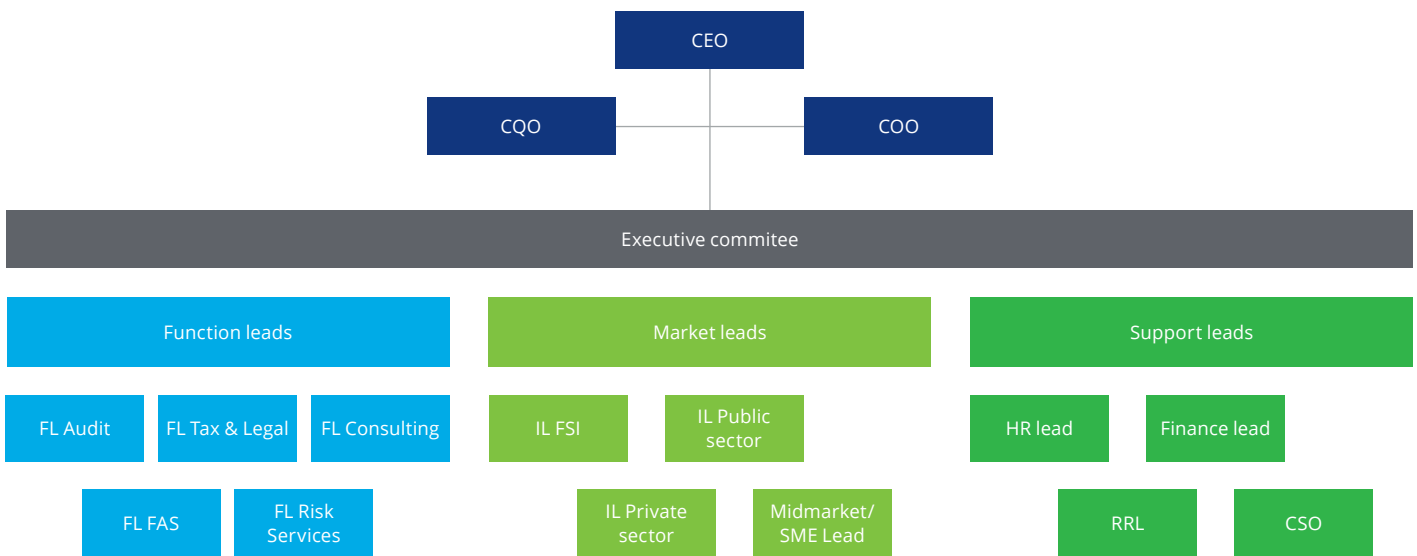 CEO
CQO
COO
Executive commitee
Function leads
Market leads
Support leads
FL Audit
FL Tax & Legal
FL Consulting
IL FSI
IL Public
sector
HR lead
Finance lead
FL FAS
FL Risk
Services
IL Private
sector
Midmarket/
SME Lead
RRL
CSO